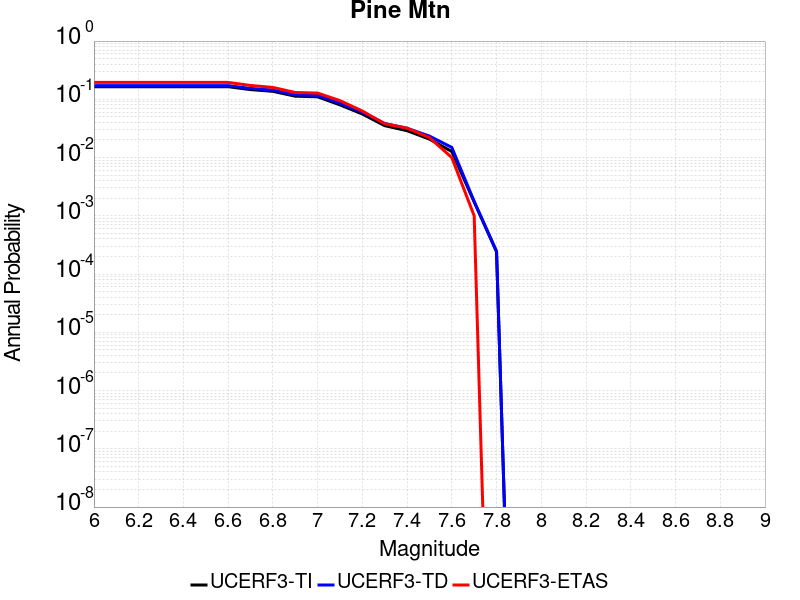 Pine Mtn
10^0
10^-1
10^-2
10^-3
10^-4
10^-5
10^-6
10^-7
10^-8
Annual Probability
6 6.2 6.4 6.6 6.8 7 7.2 7.4 7.6 7.8 8 8.2 8.4 8.6 8.8 9
Magnitude
UCERF3-TI UCERF3-TD UCERF3-ETAS